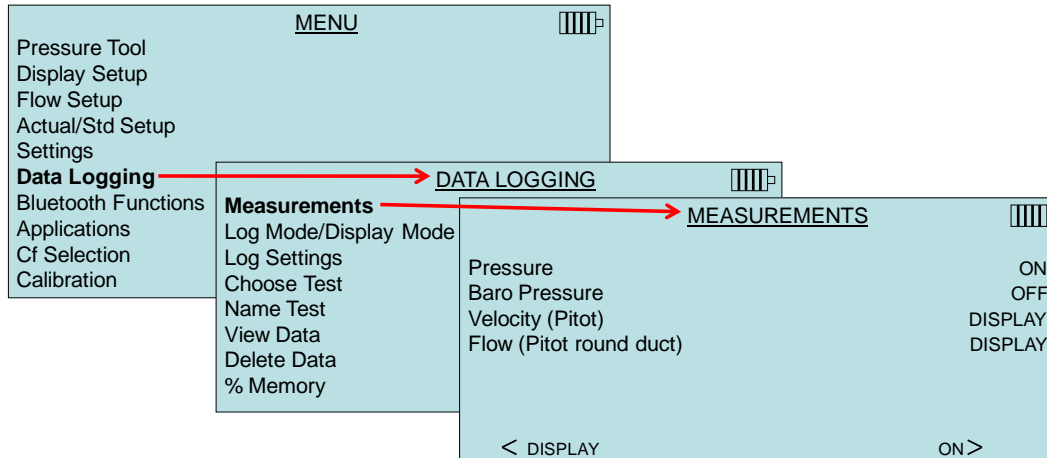 MENU
Pressure Tool
Display Setup
Flow Setup
Actual/Std Setup
Settings
Data Logging
Bluetooth Functions
Applications
Cf Selection
Calibration
DATA LOGGING
Measurements
Log Mode/Display Mode
Log Settings
Choose Test
Name Test
View Data
Delete Data
% Memory
MEASUREMENTS
Pressure ON
Baro Pressure OFF
Velocity (Pitot) DISPLAY
Flow (Pitot round duct) DISPLAY
< DISPLAY ON >